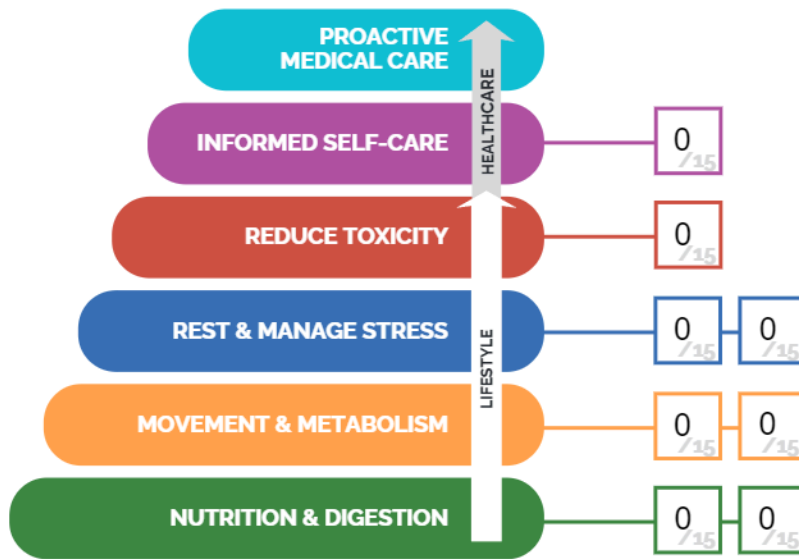 PROACTIVE
MEDICAL CARE
HEALTHCARE
INFORMED SELF-CARE
0
/15
REDUCE TOXICITY
0
/15
REST & MANAGE STRESS
0
/15
0
/15
LIFESTYLE
MOVEMENT & METABOLISM
0
/15
0
/15
NUTRITION & DIGESTION
0
/15
0
/15